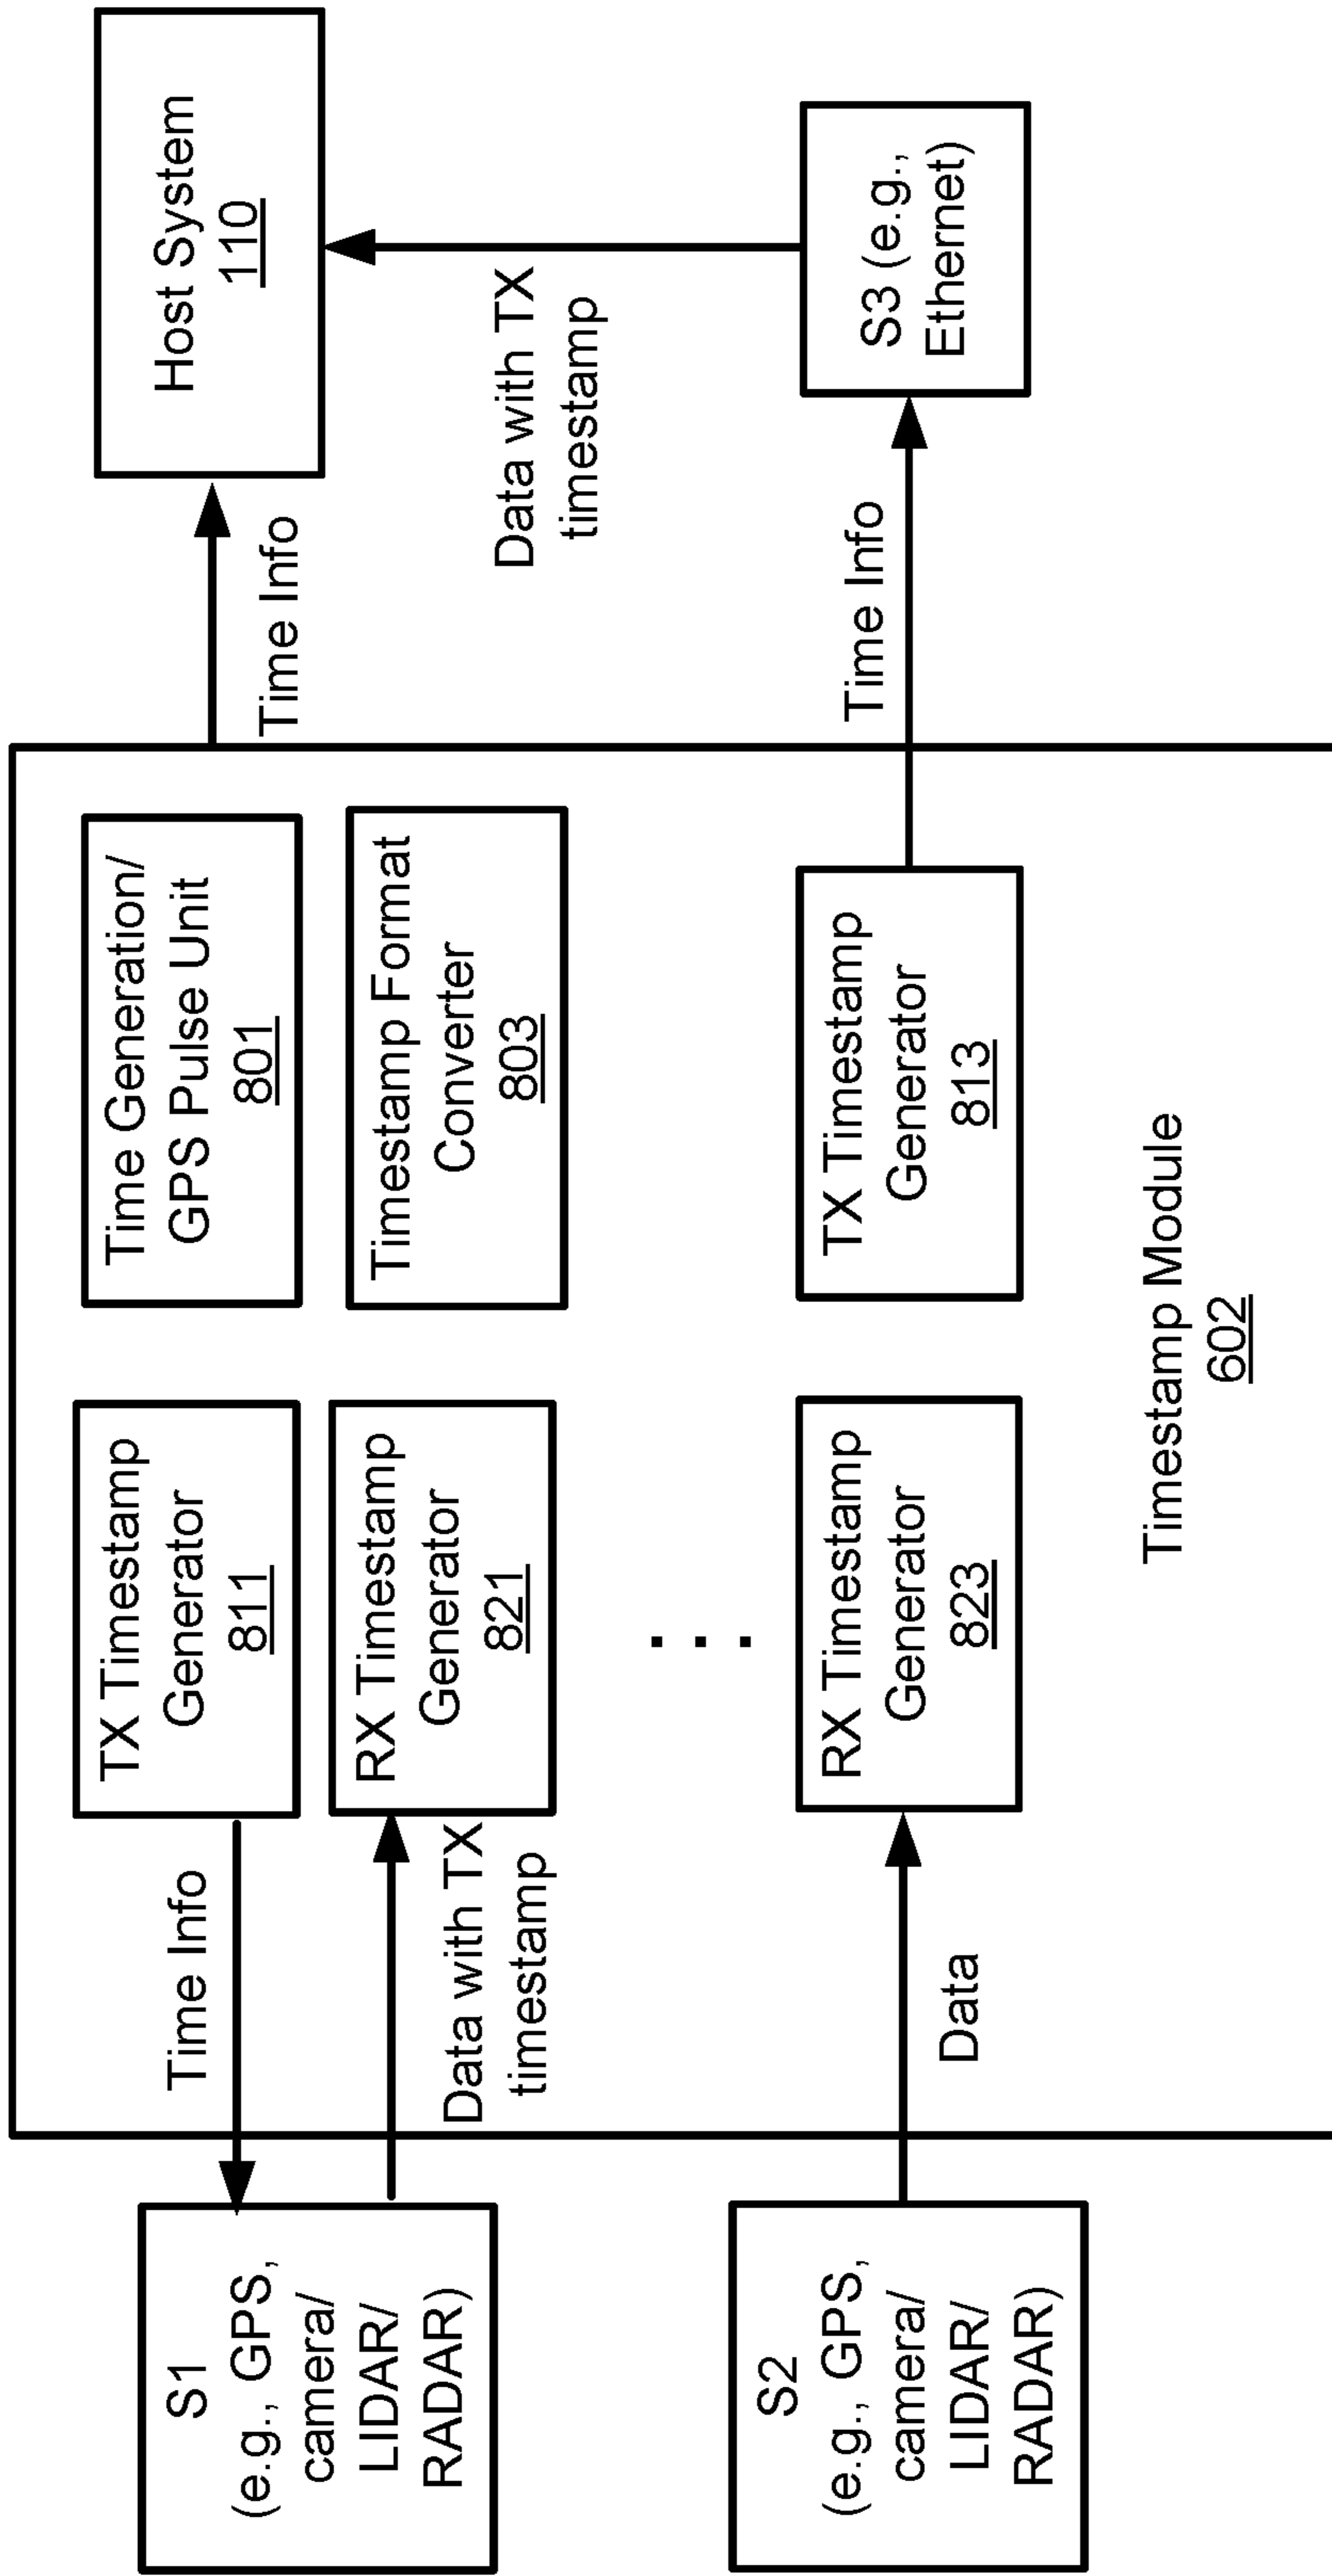 S1
(e.g., GPS,
camera/
LIDAR/
RADAR)
Time Info
Data with TX
timestamp
TX Timestamp
Generator
811
RX Timestamp
Generator
821
Time Generation/
GPS Pulse Unit
801
Timestamp Format
Converter
803
Time Info
Host System
110
Data with TX
timestamp
S2
(e.g., GPS,
camera/
LIDAR/
RADAR)
Data
. . .
RX Timestamp
Generator
823
TX Timestamp
Generator
813
Time Info
S3 (e.g.,
Ethernet)
Timestamp Module
602